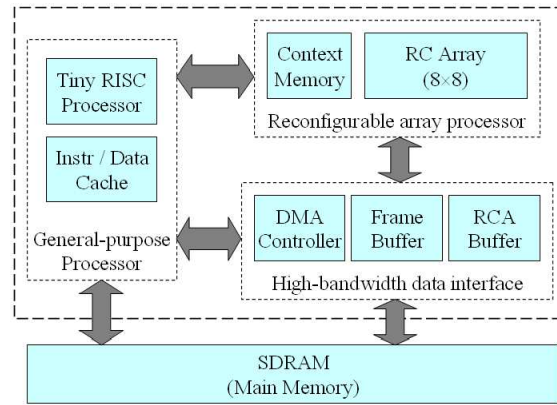 Tiny RISC
Processor
Instr / Data
Cache
General-purpose
Processor
Context
Memory
RC Array
(8×8)
Reconfigurable array processor
DMA
Controller
Frame
Buffer
RCA
Buffer
High-bandwidth data interface
SDRAM
(Main Memory)